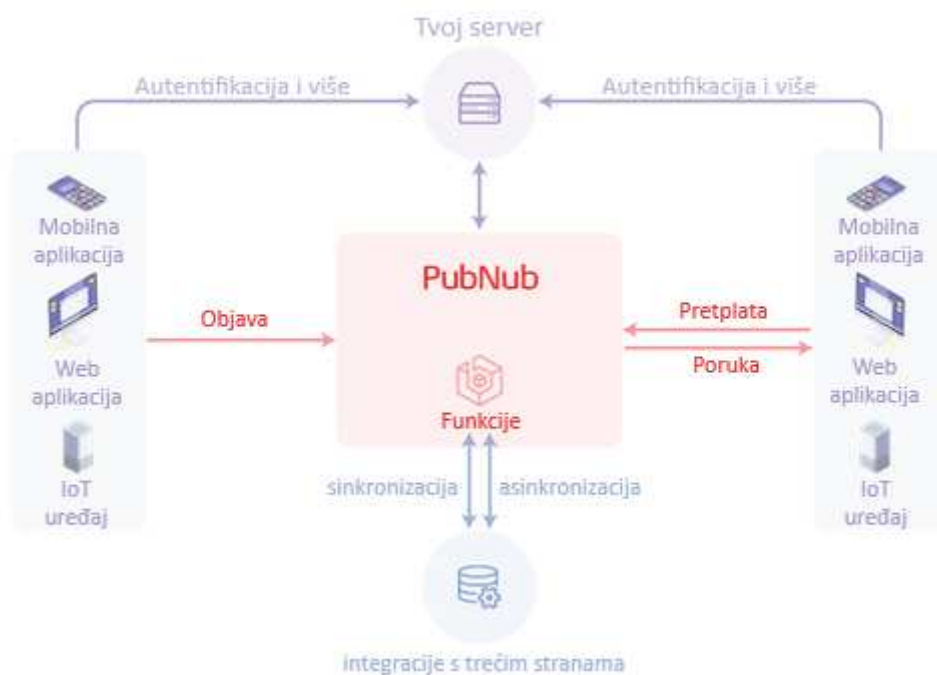 Tvoj server
Autentifikacija i više
Autentifikacija i više
Mobilna
aplikacija
Web
aplikacija
IoT
uređaj
Objava
PubNub
Funkcije
Pretplata
Poruka
Mobilna
aplikacija
Web
aplikacija
IoT
uređaj
sinkronizacija
asinkronizacija
integracije s trećim stranama